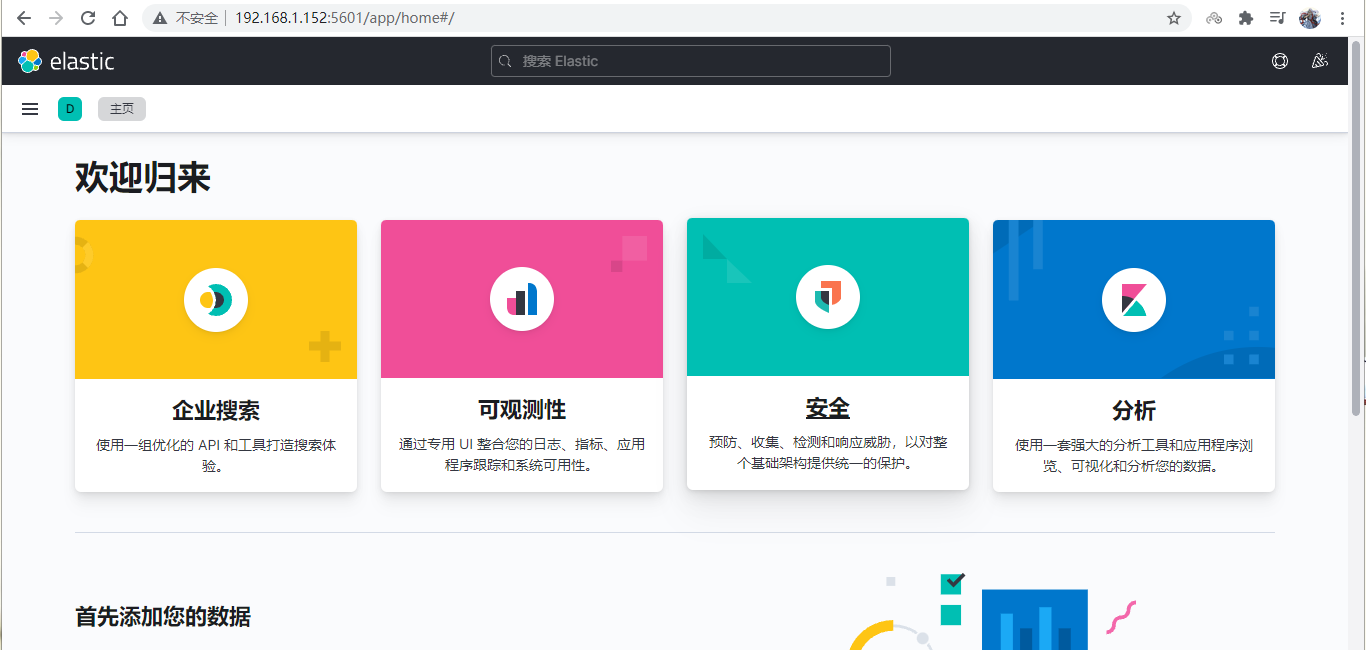 不安全 192.168.1.152:5601/app/home#/
elastic
搜索 Elastic
D 主页
欢迎归来
企业搜索
使用一组优化的 API 和工具打造搜索体
验。
可观测性
通过专用 UI 整合您的日志、指标、应用
程序跟踪和系统可用性。
安全
预防、收集、检测和响应威胁，以对整
个基础架构提供统一的保护。
分析
使用一套强大的分析工具和应用程序浏
览、可视化和分析您的数据。
首先添加您的数据